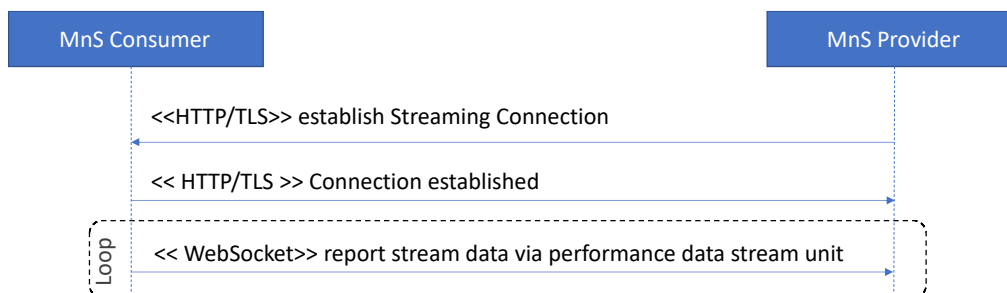 MnS Consumer
MnS Provider
<<HTTP/TLS>> establish Streaming Connection
<< HTTP/TLS >> Connection established
Loop
<< WebSocket>> report stream data via performance data stream unit